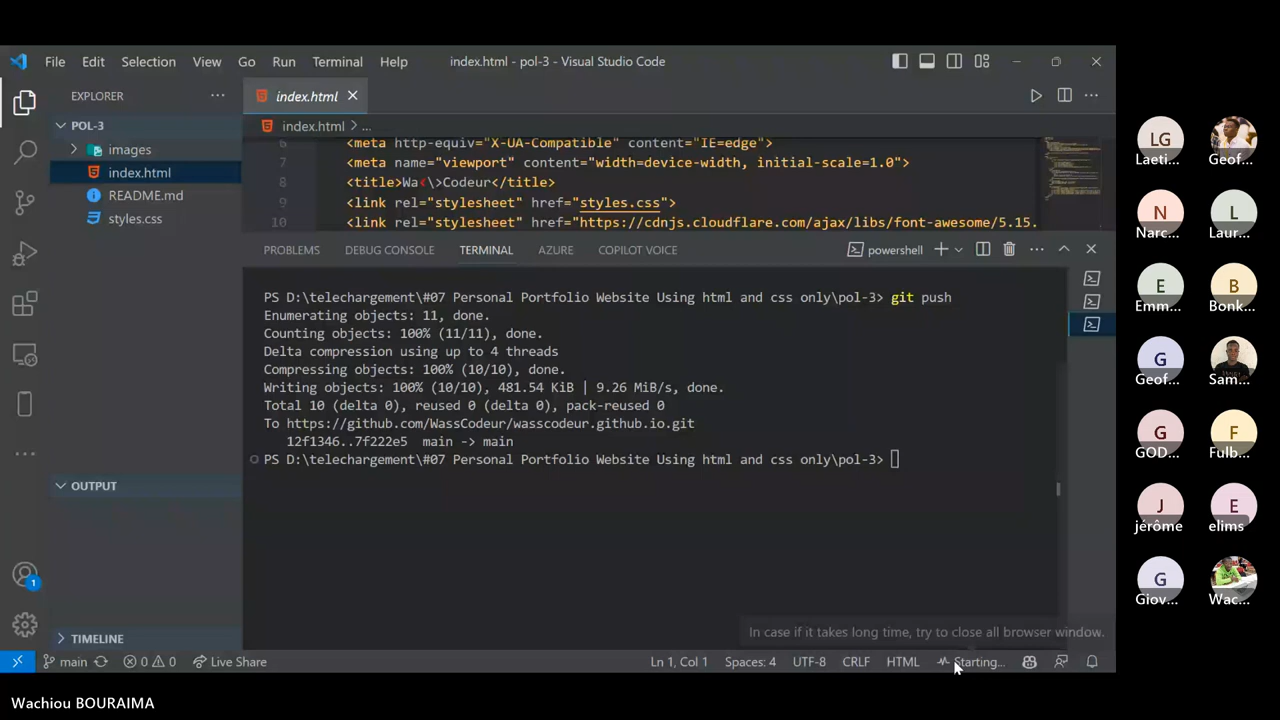 File Edit Selection View Go Run Terminal Help index.html - pol-3 - Visual Studio Code
EXPLORER
index.html
POL-3
images
index.html
README.md
styles.css
index.html > ...
6 <meta http-equiv="X-UA-Compatible" content="IE=edge">
7 <meta name="viewport" content="width=device-width, initial-scale=1.0">
8 <title>Wa<\>Codeur</title>
9 <link rel="stylesheet" href="styles.css">
10 <link rel="stylesheet" href="https://cdnjs.cloudflare.com/ajax/libs/font-awesome/5.15.
PROBLEMS DEBUG CONSOLE TERMINAL AZURE COPILOT VOICE powershell
PS D:\telechargement\#07 Personal Portfolio Website Using html and css only\pol-3> git push
Enumerating objects: 11, done.
Counting objects: 100% (11/11), done.
Delta compression using up to 4 threads
Compressing objects: 100% (10/10), done.
Writing objects: 100% (10/10), 481.54 KiB | 9.26 MiB/s, done.
Total 10 (delta 0), reused 0 (delta 0), pack-reused 0
To https://github.com/WassCodeur/wasscodeur.github.io.git
12f1346..7f222e5 main -> main
PS D:\telechargement\#07 Personal Portfolio Website Using html and css only\pol-3>
OUTPUT
TIMELINE
1
In case if it takes long time, try to close all browser window.
main 0 0 Live Share Ln 1, Col 1 Spaces: 4 UTF-8 CRLF HTML Starting...
LG
Laeti...
Geof...
N
Narc...
L
Laur...
E
Emm...
B
Bonk...
G
Geof...
Sam...
G
GOD...
F
Fulb...
J
jérôme
E
elims
G
Giov...
Wac...
Wachiou BOURAIMA